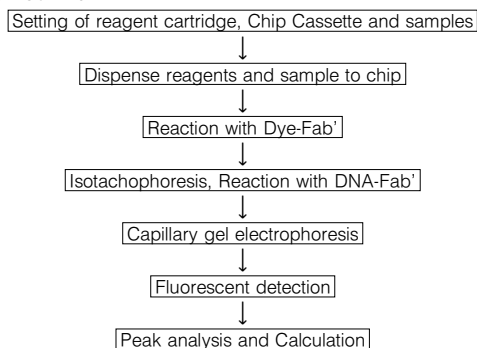 Setting of reagent cartridge, Chip Cassette and samples
Dispense reagents and sample to chip
Reaction with Dye-Fab’
Isotachophoresis, Reaction with DNA-Fab’
Capillary gel electrophoresis
Fluorescent detection
Peak analysis and Calculation